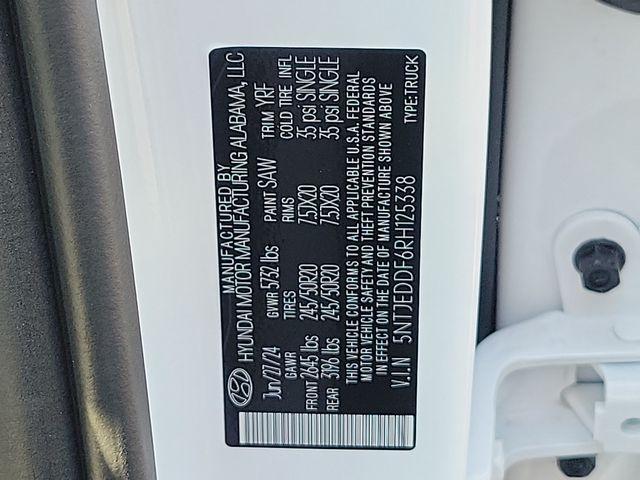 MANUFACTURED BY
HYUNDAI MOTOR MANUFACTURING ALABAMA, LLC
Jun/27/24 GVWR 5732 lbs PAINT SAW TRIM YRF
GAWR TIRES RIMS COLD TIRE INFL
FRONT 2645 lbs 245/50R20 7.5JX20 35 psi SINGLE
REAR 3196 lbs 245/50R20 7.5JX20 35 psi SINGLE
THIS VEHICLE CONFORMS TO ALL APPLICABLE U.S.A. FEDERAL
MOTOR VEHICLE SAFETY AND THEFT PREVENTION STANDARDS
IN EFFECT ON THE DATE OF MANUFACTURE SHOWN ABOVE
V.I.N 5NTJEDDF6RH125338 TYPE:TRUCK